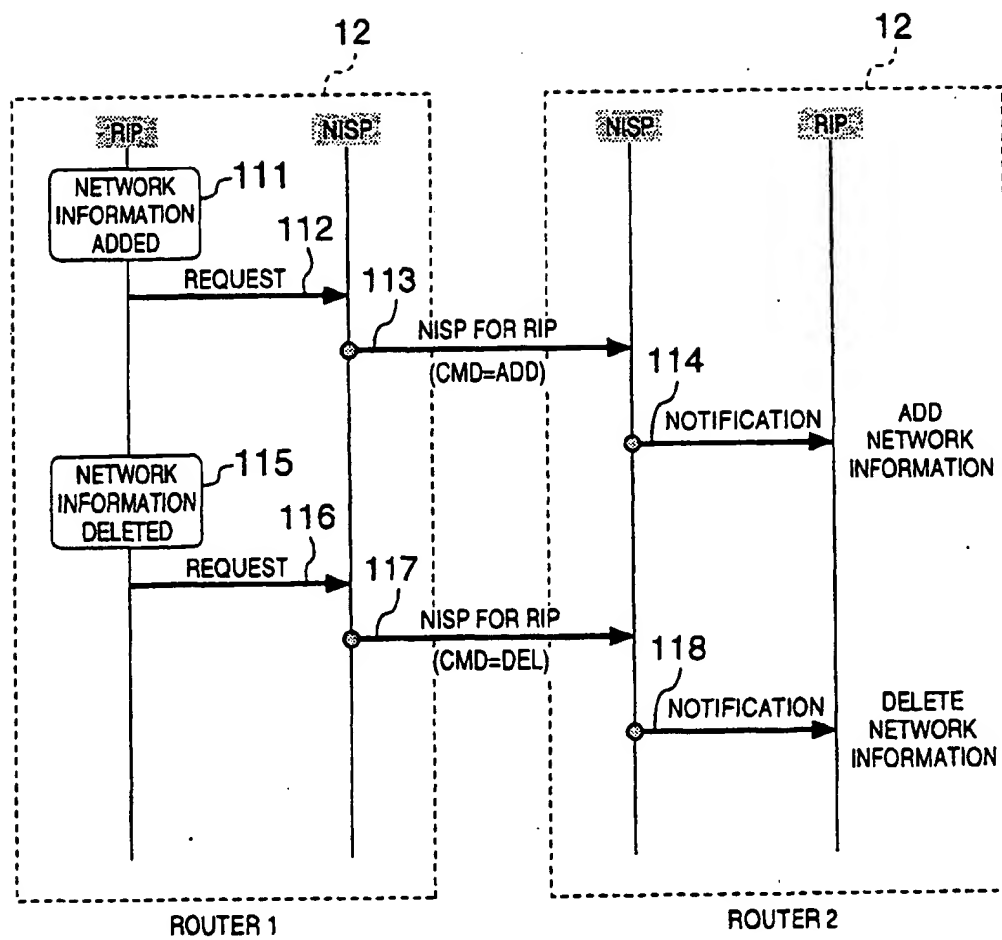 12
12
RIP
NISP
NISP
RIP
NETWORK
INFORMATION
ADDED
111
112
REQUEST
113
NISP FOR RIP
(CMD=ADD)
114
NOTIFICATION
ADD
NETWORK
INFORMATION
NETWORK
INFORMATION
DELETED
115
116
REQUEST
117
NISP FOR RIP
(CMD=DEL)
118
NOTIFICATION
DELETE
NETWORK
INFORMATION
ROUTER 1
ROUTER 2